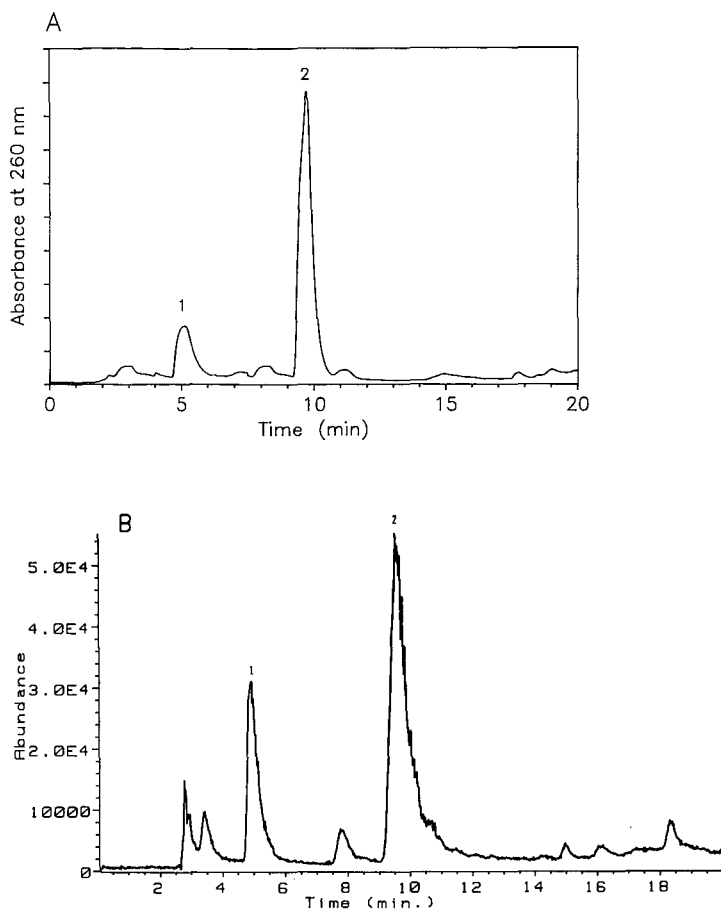 A
Absorbance at 260 nm
1
2
0 5 10 15 20
Time (min)
B
Abundance
5.0E4
4.0E4
3.0E4
2.0E4
10000
0
1
2
2 4 6 8 10 12 14 16 18
Time (min.)